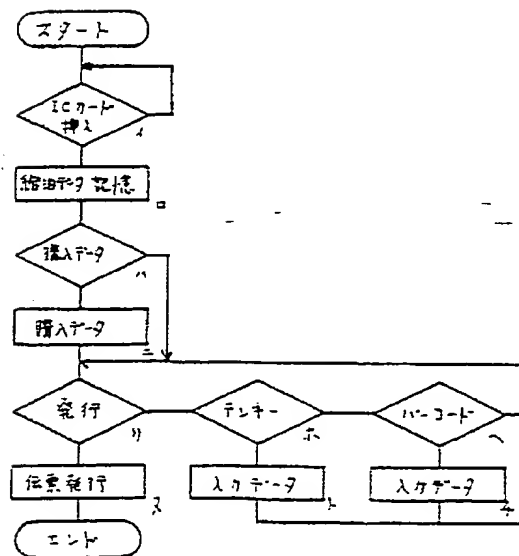 スタート
ICカード
挿入
イ
給油データ記憶
ロ
購入データ
ハ
購入データ
ニ
発行
リ
テンキー
ホ
バーコード
ヘ
伝票発行
ヌ
入力データ
ト
入力データ
チ
エンド